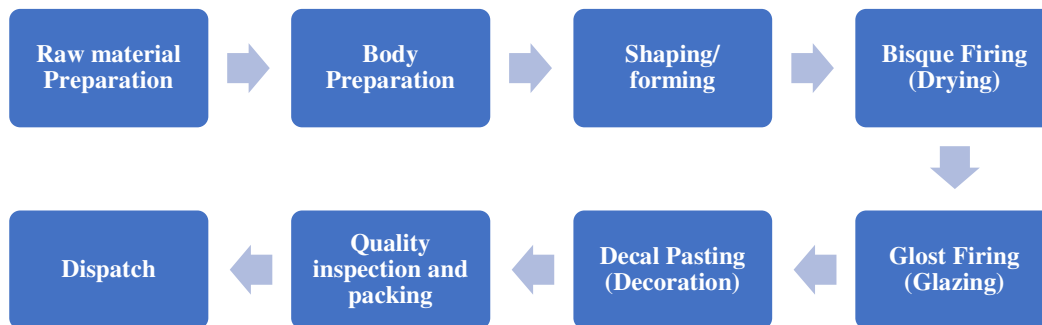 Raw material
Preparation
Body
Preparation
Shaping/
forming
Bisque Firing
(Drying)
Glost Firing
(Glazing)
Decal Pasting
(Decoration)
Quality
inspection and
packing
Dispatch